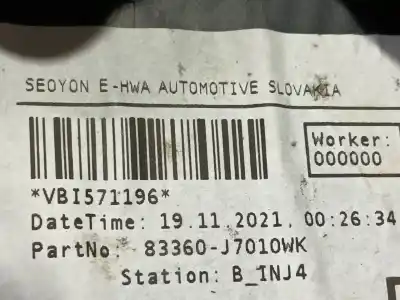 SEOYON E-HWA AUTOMOTIVE SLOVAKIA
Worker:
000000
*VBI571196*
DateTime: 19.11.2021, 00:26:34
PartNo: 83360-J7010WK
Station: B_INJ4